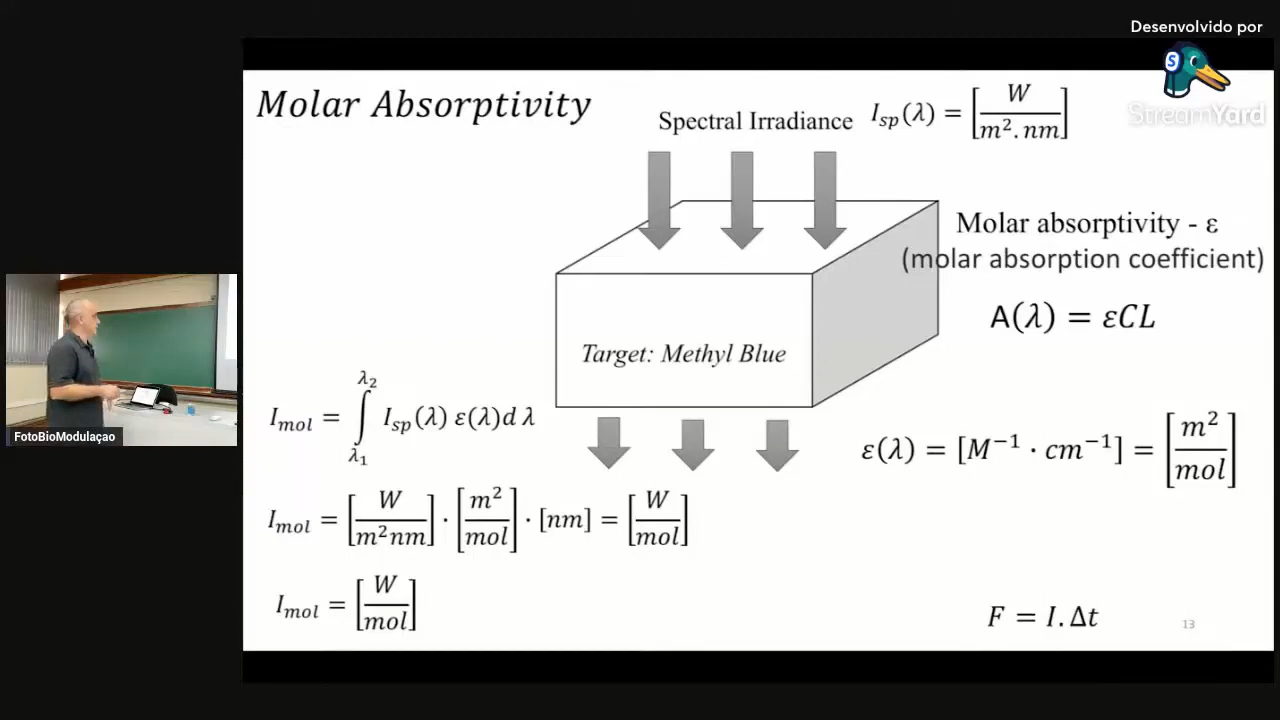 Desenvolvido por
S
StreamYard
Molar Absorptivity
Spectral Irradiance I_sp(λ) = [W / m².nm]
Molar absorptivity - ε
(molar absorption coefficient)
A(λ) = εCL
Target: Methyl Blue
I_mol = ∫_λ₁^λ₂ I_sp(λ) ε(λ)d λ
ε(λ) = [M⁻¹ · cm⁻¹] = [m² / mol]
FotoBioModulaçao
I_mol = [W / m²nm] · [m² / mol] · [nm] = [W / mol]
I_mol = [W / mol]
F = I. Δt
13